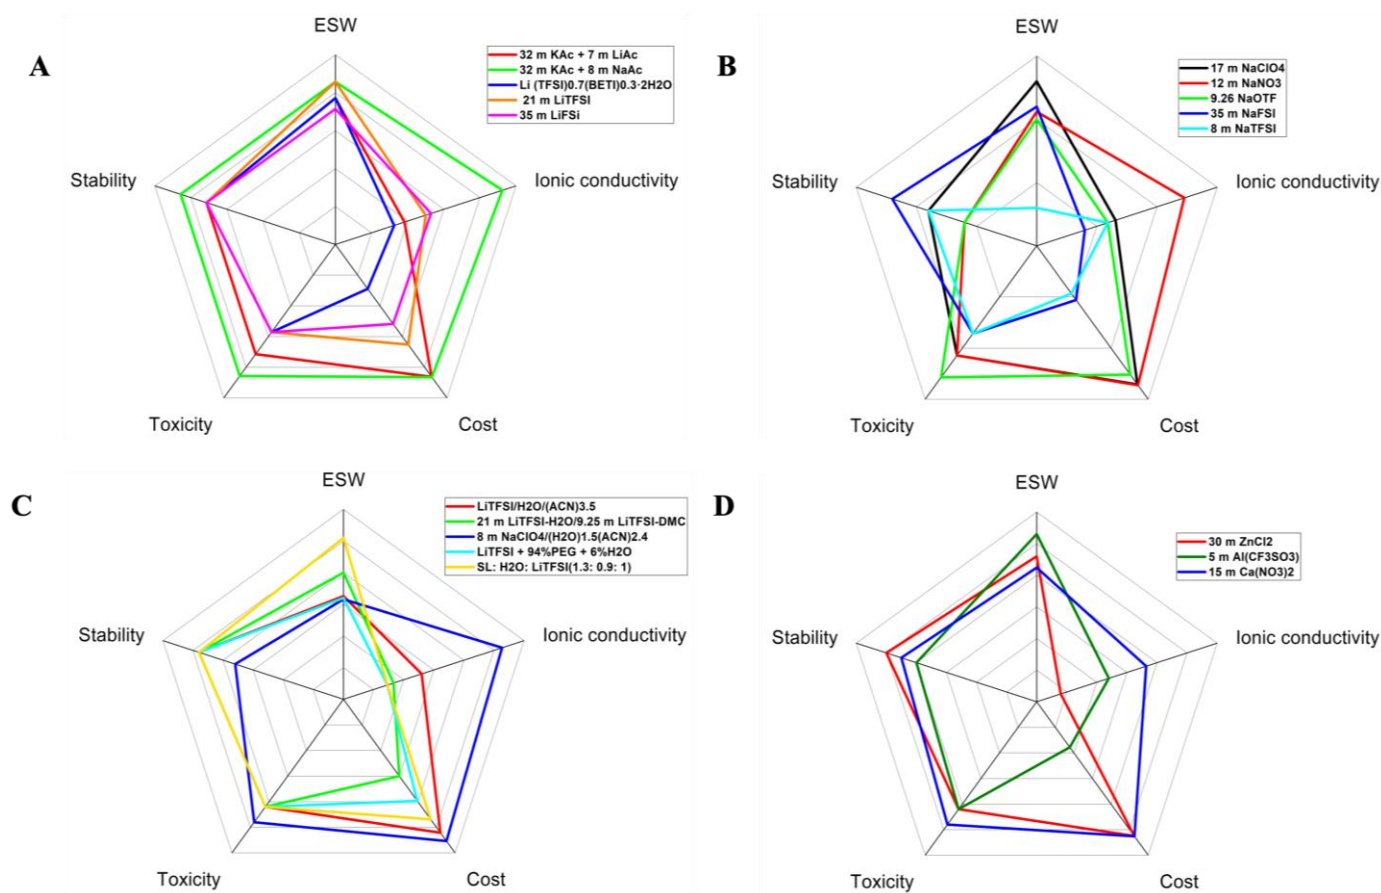 A
ESW
32 m KAc + 7 m LiAc
32 m KAc + 8 m NaAc
Li (TFSI)0.7(BETI)0.3·2H2O
21 m LiTFSI
35 m LiFSi
Stability
Ionic conductivity
Toxicity
Cost
B
ESW
17 m NaClO4
12 m NaNO3
9.26 NaOTF
35 m NaFSI
8 m NaTFSI
Stability
Ionic conductivity
Toxicity
Cost
C
ESW
LiTFSI/H2O/(ACN)3.5
21 m LiTFSI-H2O/9.25 m LiTFSI-DMC
8 m NaClO4/(H2O)1.5(ACN)2.4
LiTFSI + 94%PEG + 6%H2O
SL: H2O: LiTFSI(1.3: 0.9: 1)
Stability
Ionic conductivity
Toxicity
Cost
D
ESW
30 m ZnCl2
5 m Al(CF3SO3)
15 m Ca(NO3)2
Stability
Ionic conductivity
Toxicity
Cost